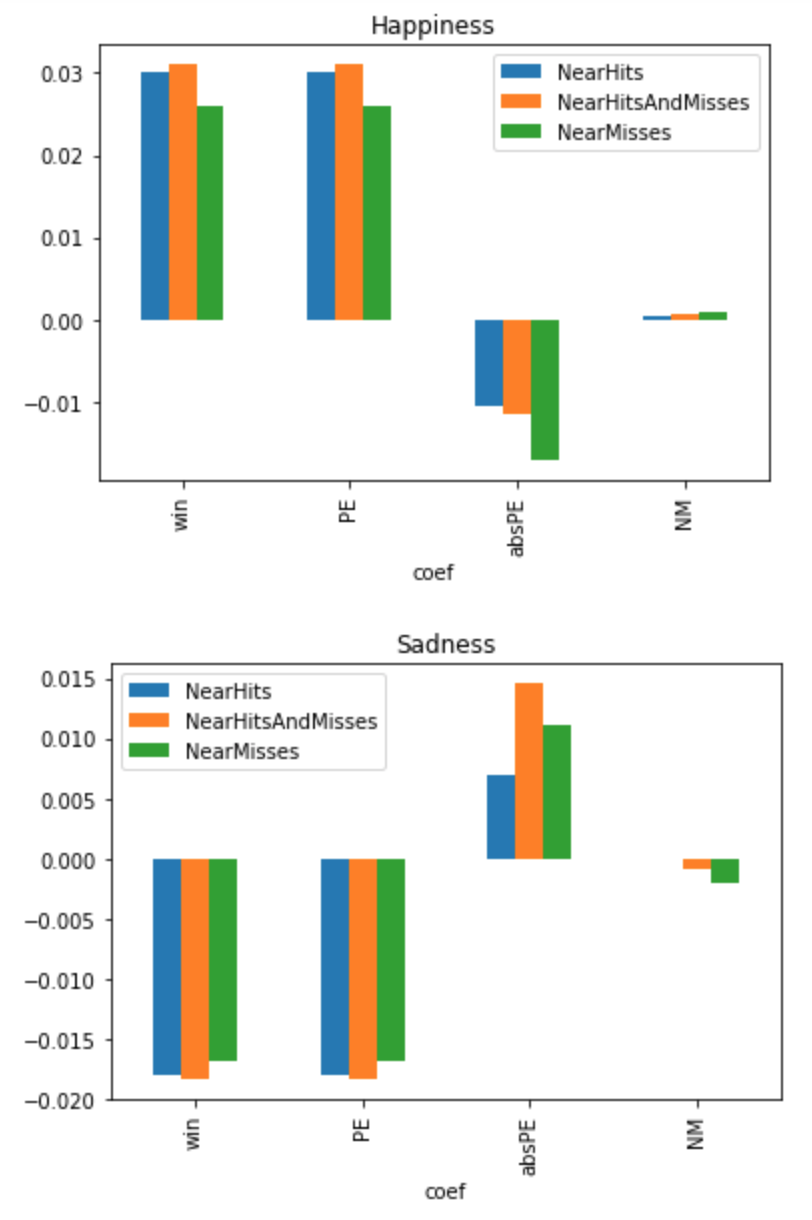 Happiness
NearHits
NearHitsAndMisses
NearMisses
0.03
0.02
0.01
0.00
−0.01
win
PE
absPE
NM
coef
Sadness
NearHits
NearHitsAndMisses
NearMisses
0.015
0.010
0.005
0.000
−0.005
−0.010
−0.015
−0.020
win
PE
absPE
NM
coef